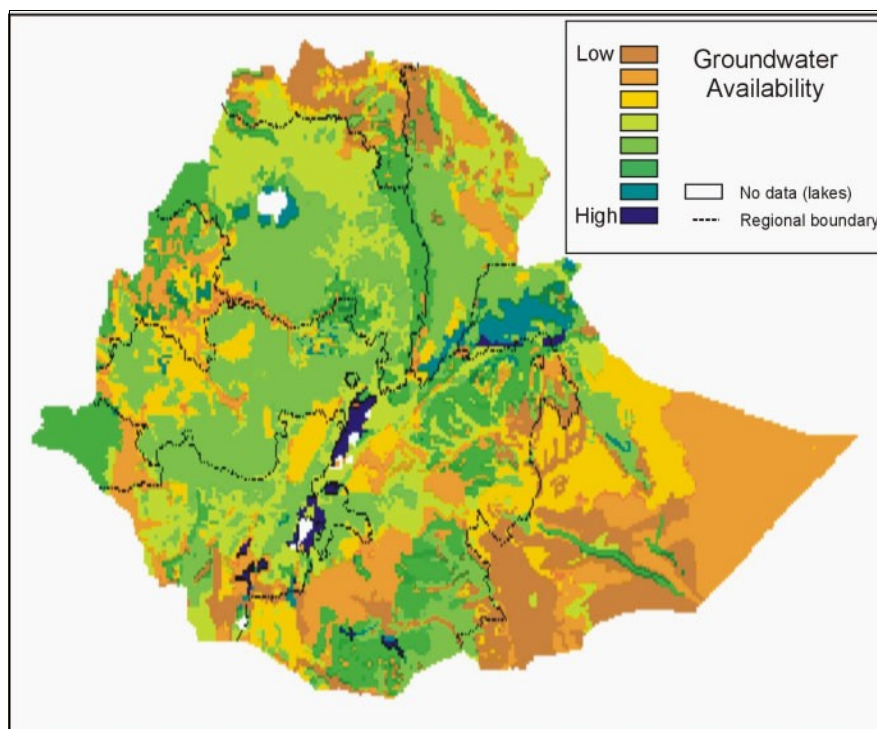 Groundwater
Availability
Low
High
No data (lakes)
Regional boundary